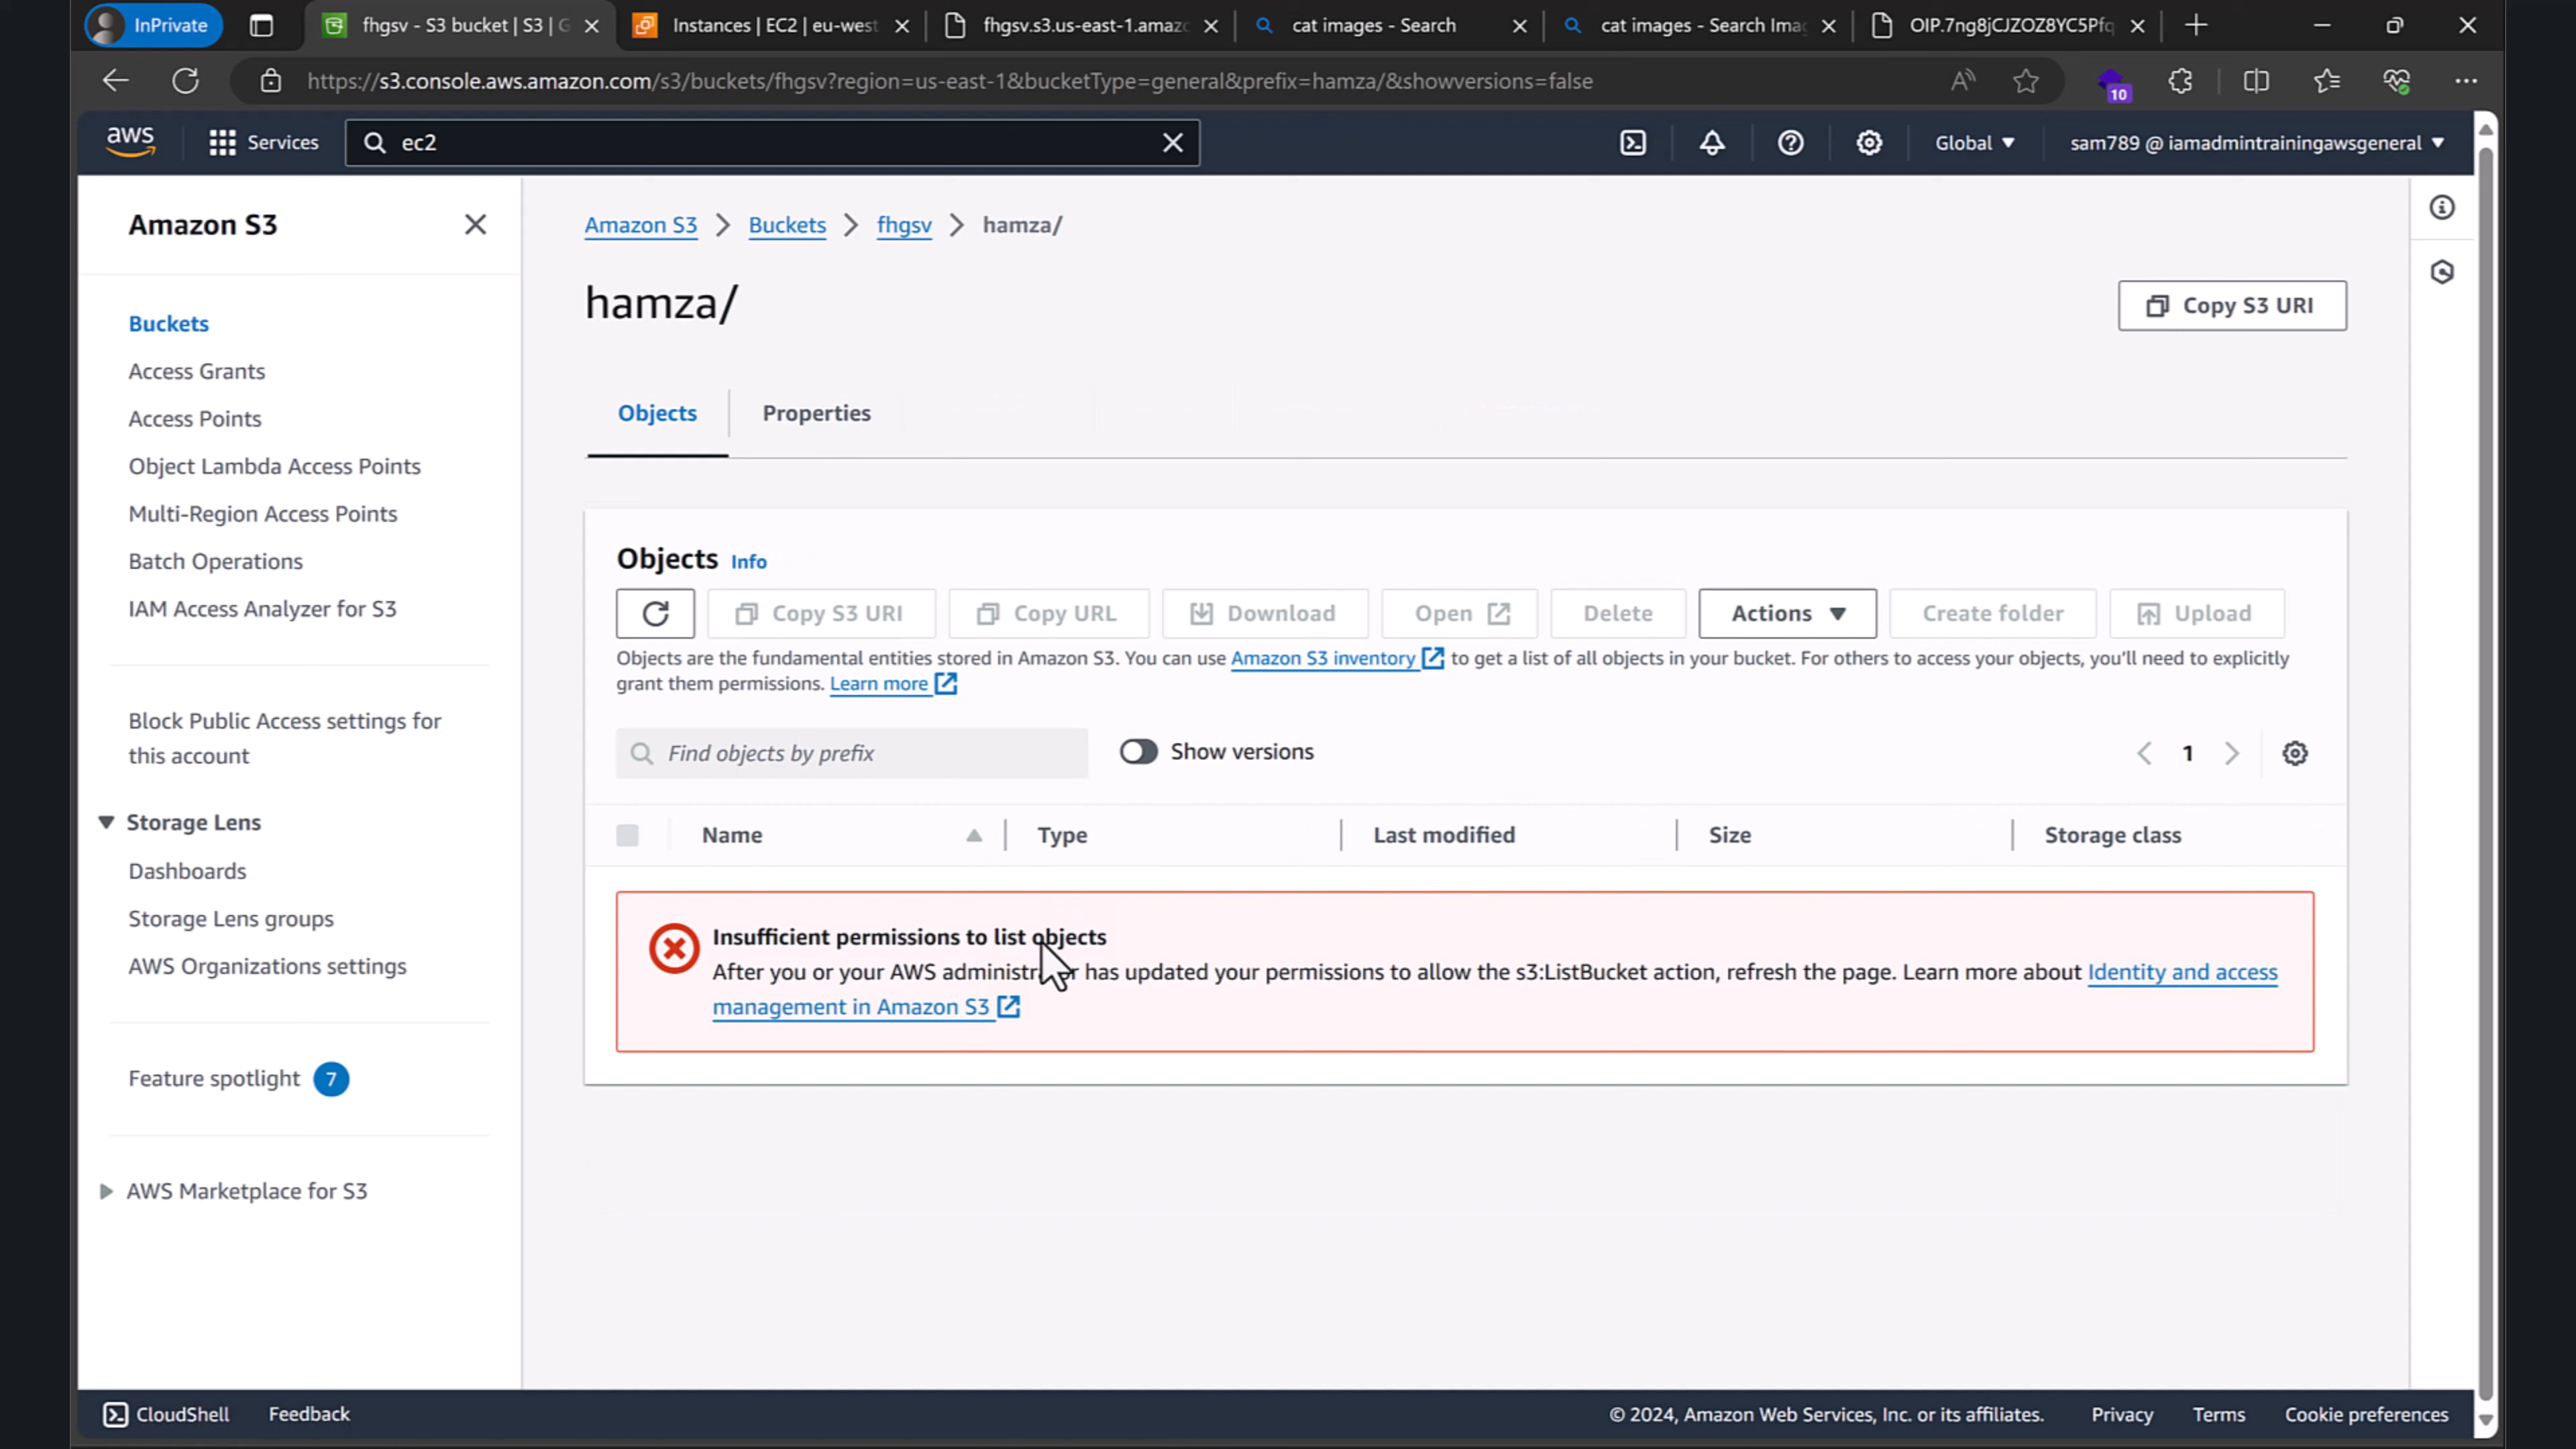 InPrivate
fhgsv - S3 bucket | S3 | G
Instances | EC2 | eu-west
fhgsv.s3.us-east-1.amaz
cat images - Search
cat images - Search Ima
OIP.7ng8jCJZOZ8YC5Pfq
https://s3.console.aws.amazon.com/s3/buckets/fhgsv?region=us-east-1&bucketType=general&prefix=hamza/&showversions=false
10
aws
Services
ec2
Global
sam789 @ iamadmintrainingawsgeneral
Amazon S3
Buckets
Access Grants
Access Points
Object Lambda Access Points
Multi-Region Access Points
Batch Operations
IAM Access Analyzer for S3
Block Public Access settings for
this account
Storage Lens
Dashboards
Storage Lens groups
AWS Organizations settings
Feature spotlight 7
AWS Marketplace for S3
Amazon S3 > Buckets > fhgsv > hamza/
hamza/
Copy S3 URI
Objects
Properties
Objects Info
Copy S3 URI
Copy URL
Download
Open
Delete
Actions
Create folder
Upload
Objects are the fundamental entities stored in Amazon S3. You can use Amazon S3 inventory to get a list of all objects in your bucket. For others to access your objects, you'll need to explicitly
grant them permissions. Learn more
Find objects by prefix
Show versions
1
Name
Type
Last modified
Size
Storage class
Insufficient permissions to list objects
After you or your AWS administrator has updated your permissions to allow the s3:ListBucket action, refresh the page. Learn more about Identity and access
management in Amazon S3
CloudShell
Feedback
© 2024, Amazon Web Services, Inc. or its affiliates.
Privacy
Terms
Cookie preferences